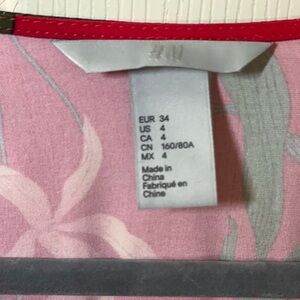 H&M
EUR 34
US 4
CA 4
CN 160/80A
MX 4
Made in
China
Fabriqué en
Chine